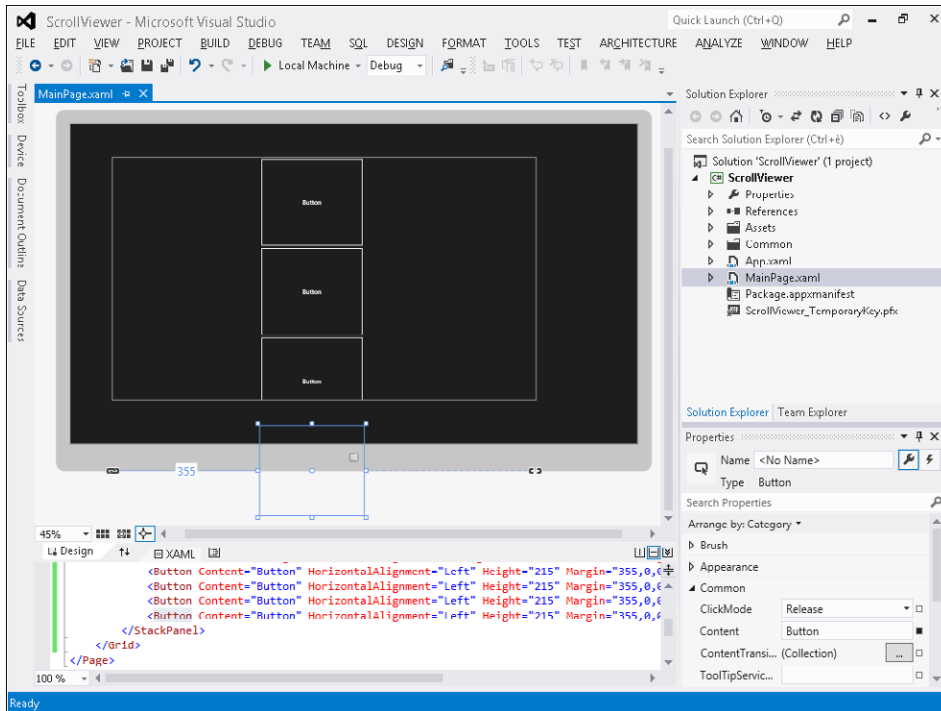 ScrollViewer - Microsoft Visual Studio
Quick Launch (Ctrl+Q)
FILE EDIT VIEW PROJECT BUILD DEBUG TEAM SQL DESIGN FORMAT TOOLS TEST ARCHITECTURE ANALYZE WINDOW HELP
Local Machine Debug
Toolbox
Device
Document Outline
Data Sources
MainPage.xaml
Button
Button
Button
355
45%
Design XAML
<Button Content="Button" HorizontalAlignment="Left" Height="215" Margin="355,0,
<Button Content="Button" HorizontalAlignment="Left" Height="215" Margin="355,0,
<Button Content="Button" HorizontalAlignment="Left" Height="215" Margin="355,0,
<Button Content="Button" HorizontalAlignment="Left" Height="215" Margin="355,0,
</StackPanel>
</Grid>
</Page>
100 %
Solution Explorer
Search Solution Explorer (Ctrl+è)
Solution 'ScrollViewer' (1 project)
C# ScrollViewer
Properties
References
Assets
Common
App.xaml
MainPage.xaml
Package.appxmanifest
ScrollViewer_TemporaryKey.pfx
Solution Explorer Team Explorer
Properties
Name <No Name>
Type Button
Search Properties
Arrange by: Category
Brush
Appearance
Common
ClickMode Release
Content Button
ContentTransi... (Collection) ...
ToolTipServic...
Ready